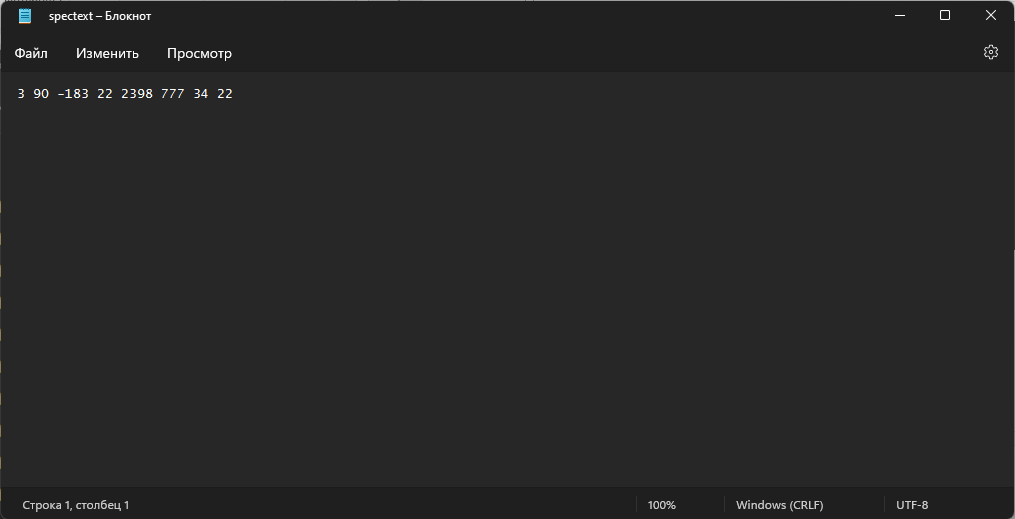 spectext – Блокнот
Файл Изменить Просмотр
3 90 -183 22 2398 777 34 22
Строка 1, столбец 1 100% Windows (CRLF) UTF-8